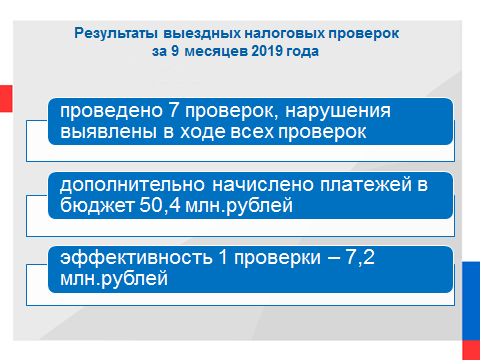 Результаты выездных налоговых проверок
за 9 месяцев 2019 года
проведено 7 проверок, нарушения
выявлены в ходе всех проверок
дополнительно начислено платежей в
бюджет 50,4 млн.рублей
эффективность 1 проверки – 7,2
млн.рублей